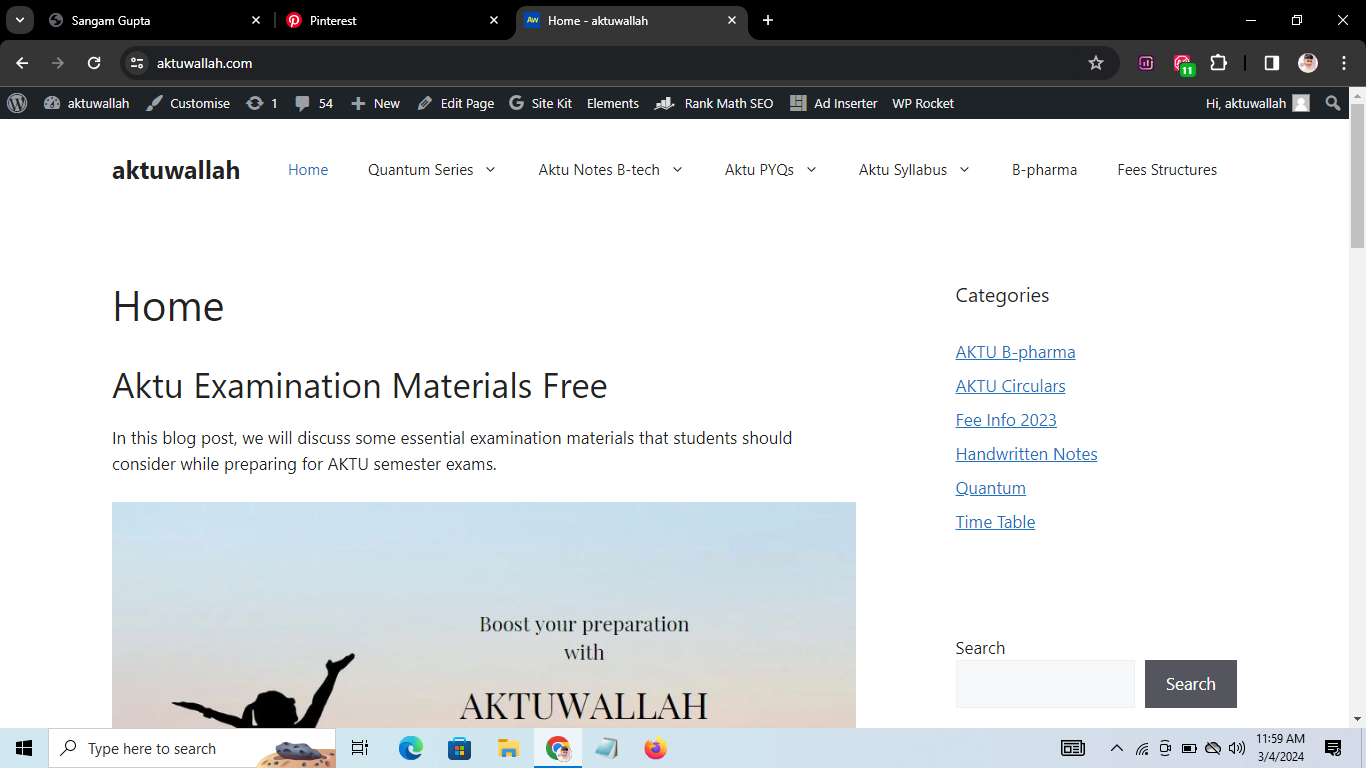 Sangam Gupta
Pinterest
Aw Home - aktuwallah
aktuwallah.com
11
aktuwallah Customise 1 54 New Edit Page Site Kit Elements Rank Math SEO Ad Inserter WP Rocket Hi, aktuwallah
aktuwallah Home Quantum Series Aktu Notes B-tech Aktu PYQs Aktu Syllabus B-pharma Fees Structures
Home
Aktu Examination Materials Free
In this blog post, we will discuss some essential examination materials that students should
consider while preparing for AKTU semester exams.
Boost your preparation
with
AKTUWALLAH
Categories
AKTU B-pharma
AKTU Circulars
Fee Info 2023
Handwritten Notes
Quantum
Time Table
Search
Search
Type here to search
11:59 AM
3/4/2024